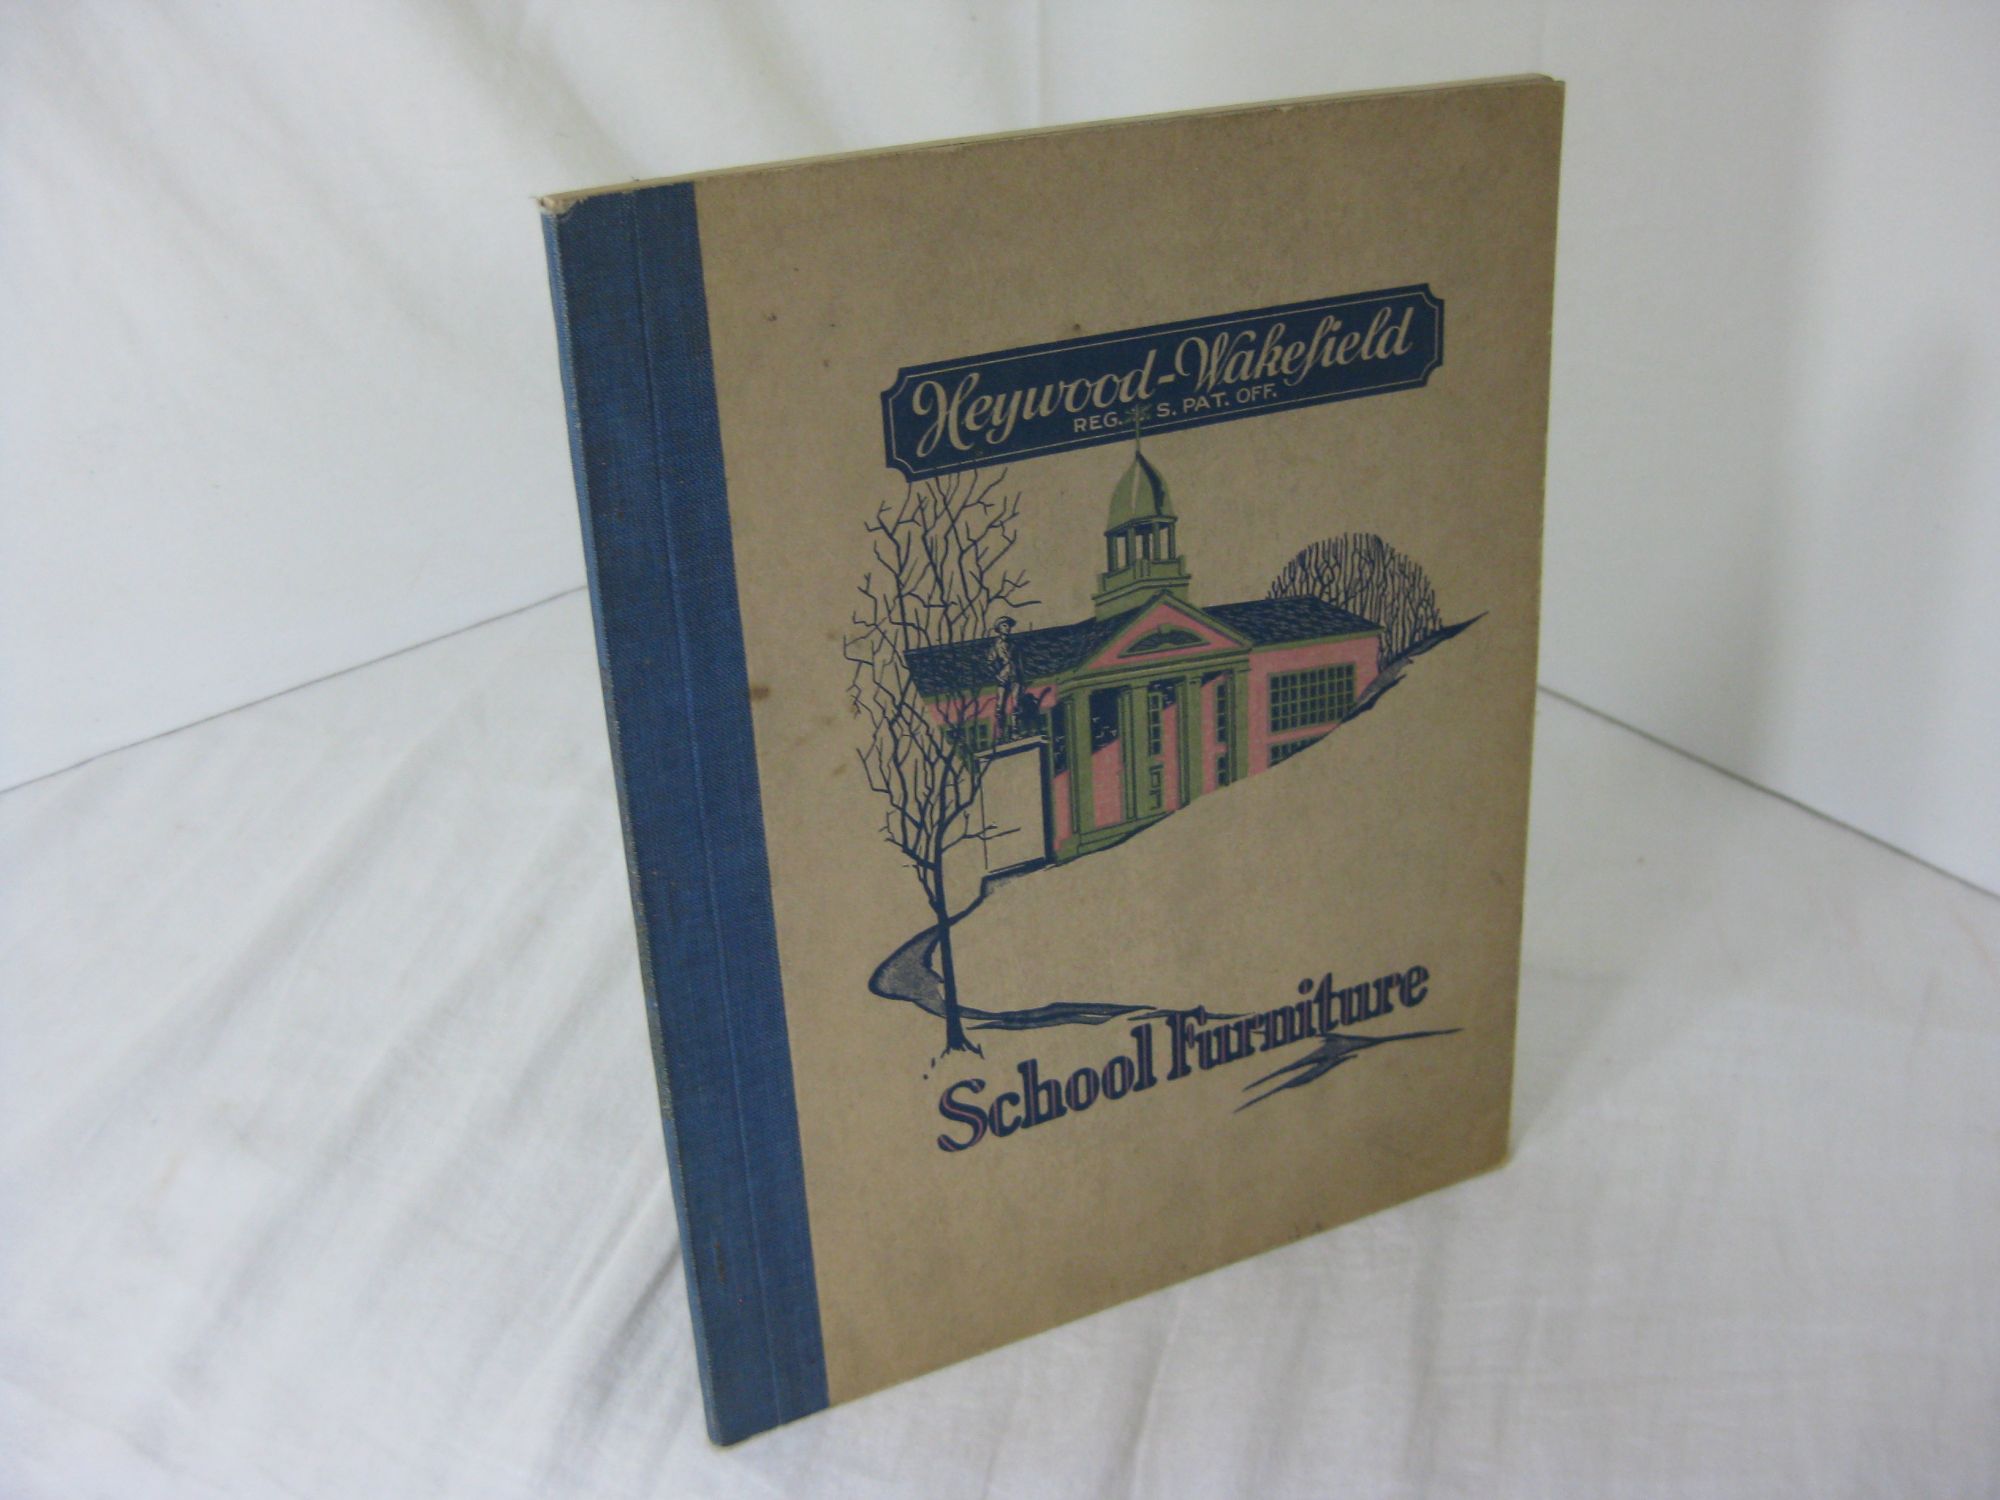 Heywood-Wakefield
REG. S. PAT. OFF.
School Furniture